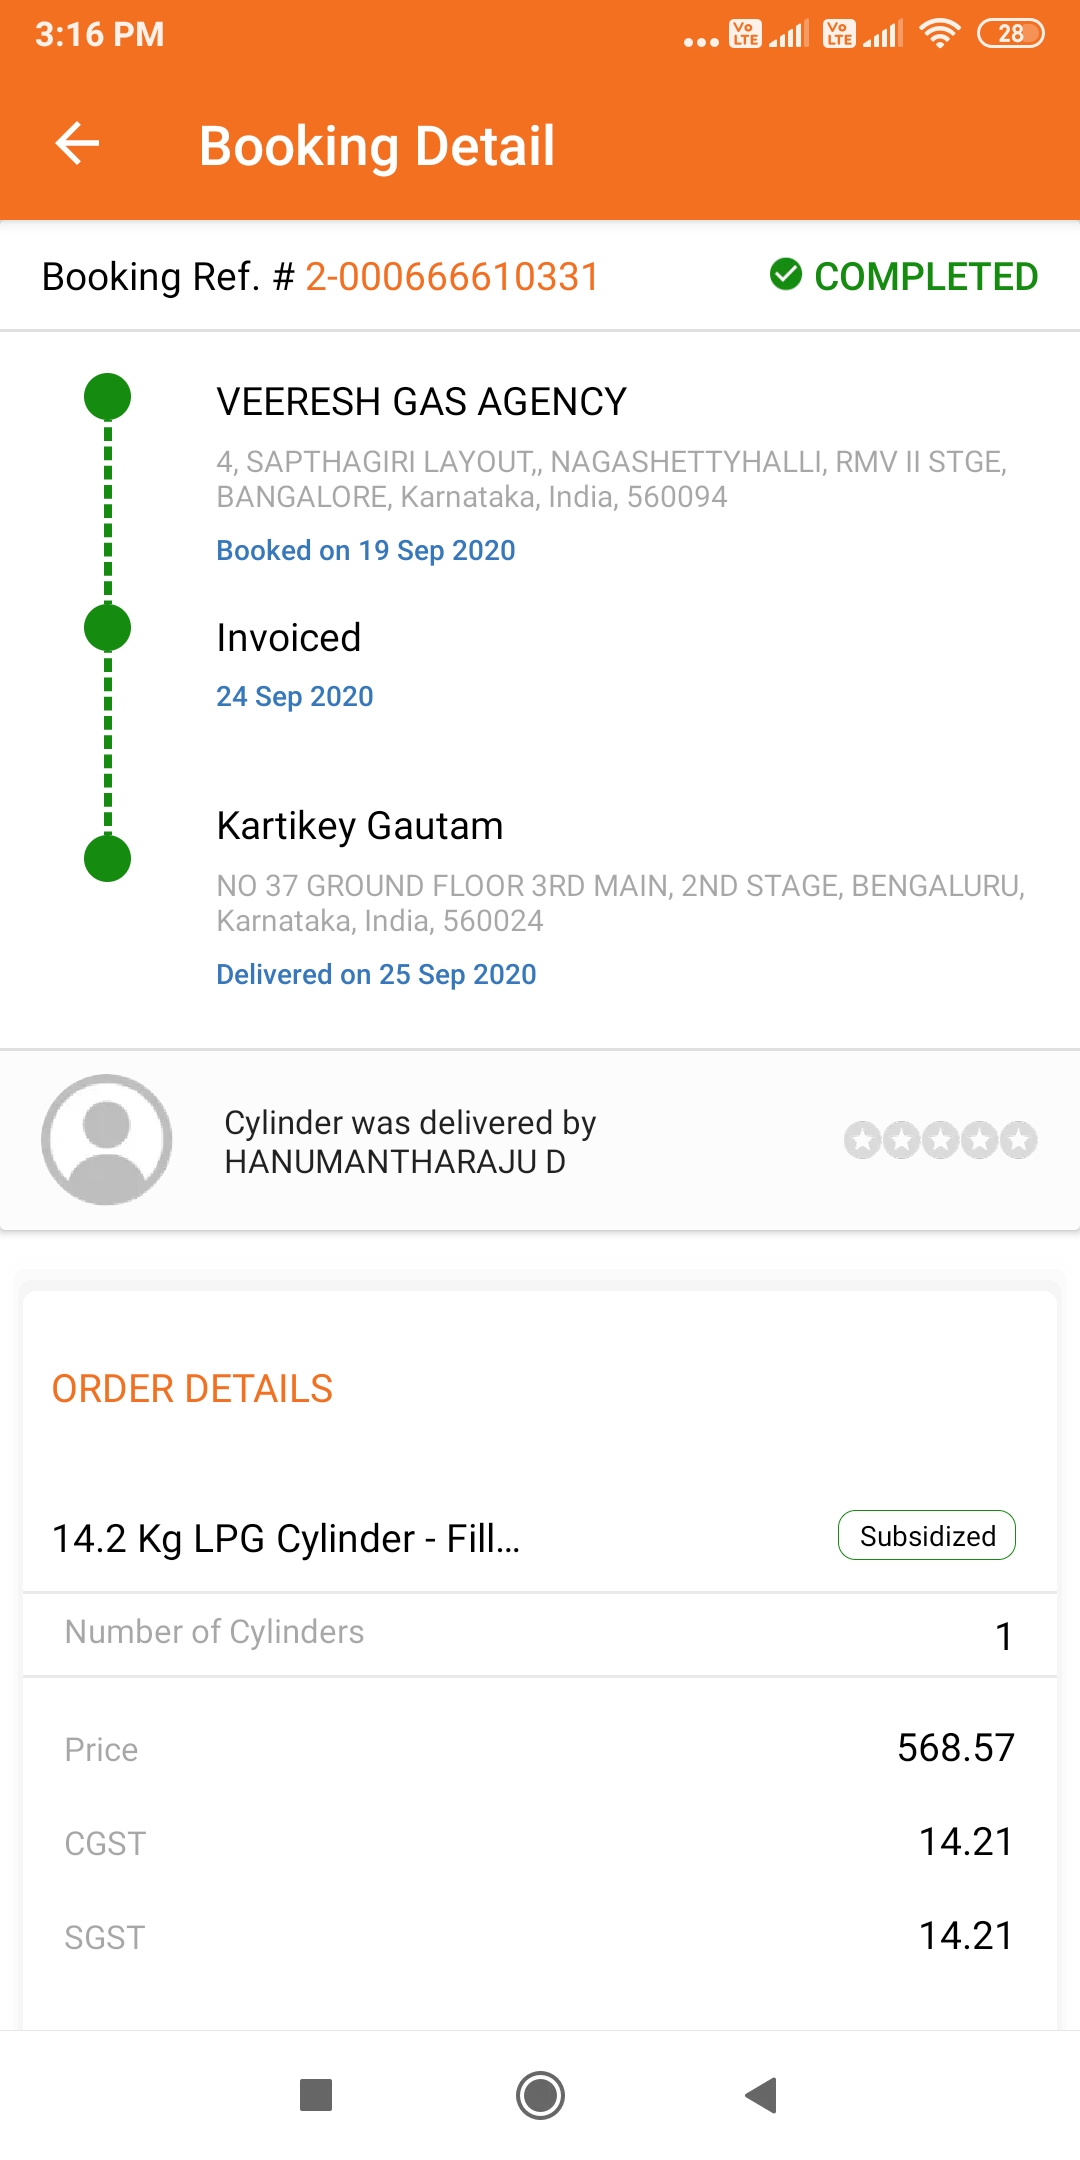 3:16 PM
Vo LTE Vo LTE 28
Booking Detail
Booking Ref. # 2-000666610331 COMPLETED
VEERESH GAS AGENCY
4, SAPTHAGIRI LAYOUT,, NAGASHETTYHALLI, RMV II STGE,
BANGALORE, Karnataka, India, 560094
Booked on 19 Sep 2020
Invoiced
24 Sep 2020
Kartikey Gautam
NO 37 GROUND FLOOR 3RD MAIN, 2ND STAGE, BENGALURU,
Karnataka, India, 560024
Delivered on 25 Sep 2020
Cylinder was delivered by
HANUMANTHARAJU D
ORDER DETAILS
14.2 Kg LPG Cylinder - Fill... Subsidized
Number of Cylinders 1
Price 568.57
CGST 14.21
SGST 14.21